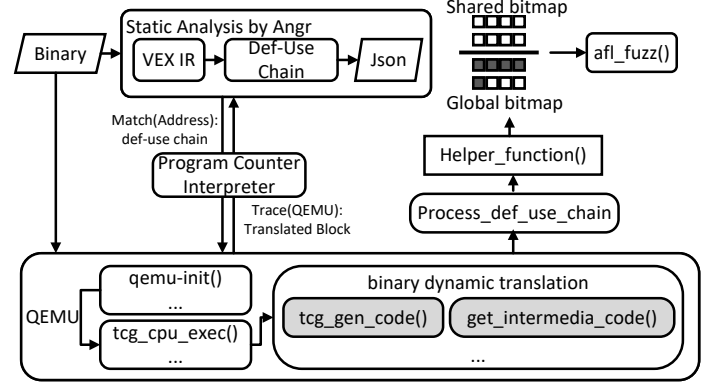 Static Analysis by Angr
Binary
VEX IR
Def-Use
Chain
Json
Shared bitmap
Global bitmap
afl_fuzz()
Match(Address):
def-use chain
Program Counter
Interpreter
Trace(QEMU):
Translated Block
Helper_function()
Process_def_use_chain
QEMU
qemu-init()
...
tcg_cpu_exec()
...
binary dynamic translation
tcg_gen_code()
get_intermedia_code()
...